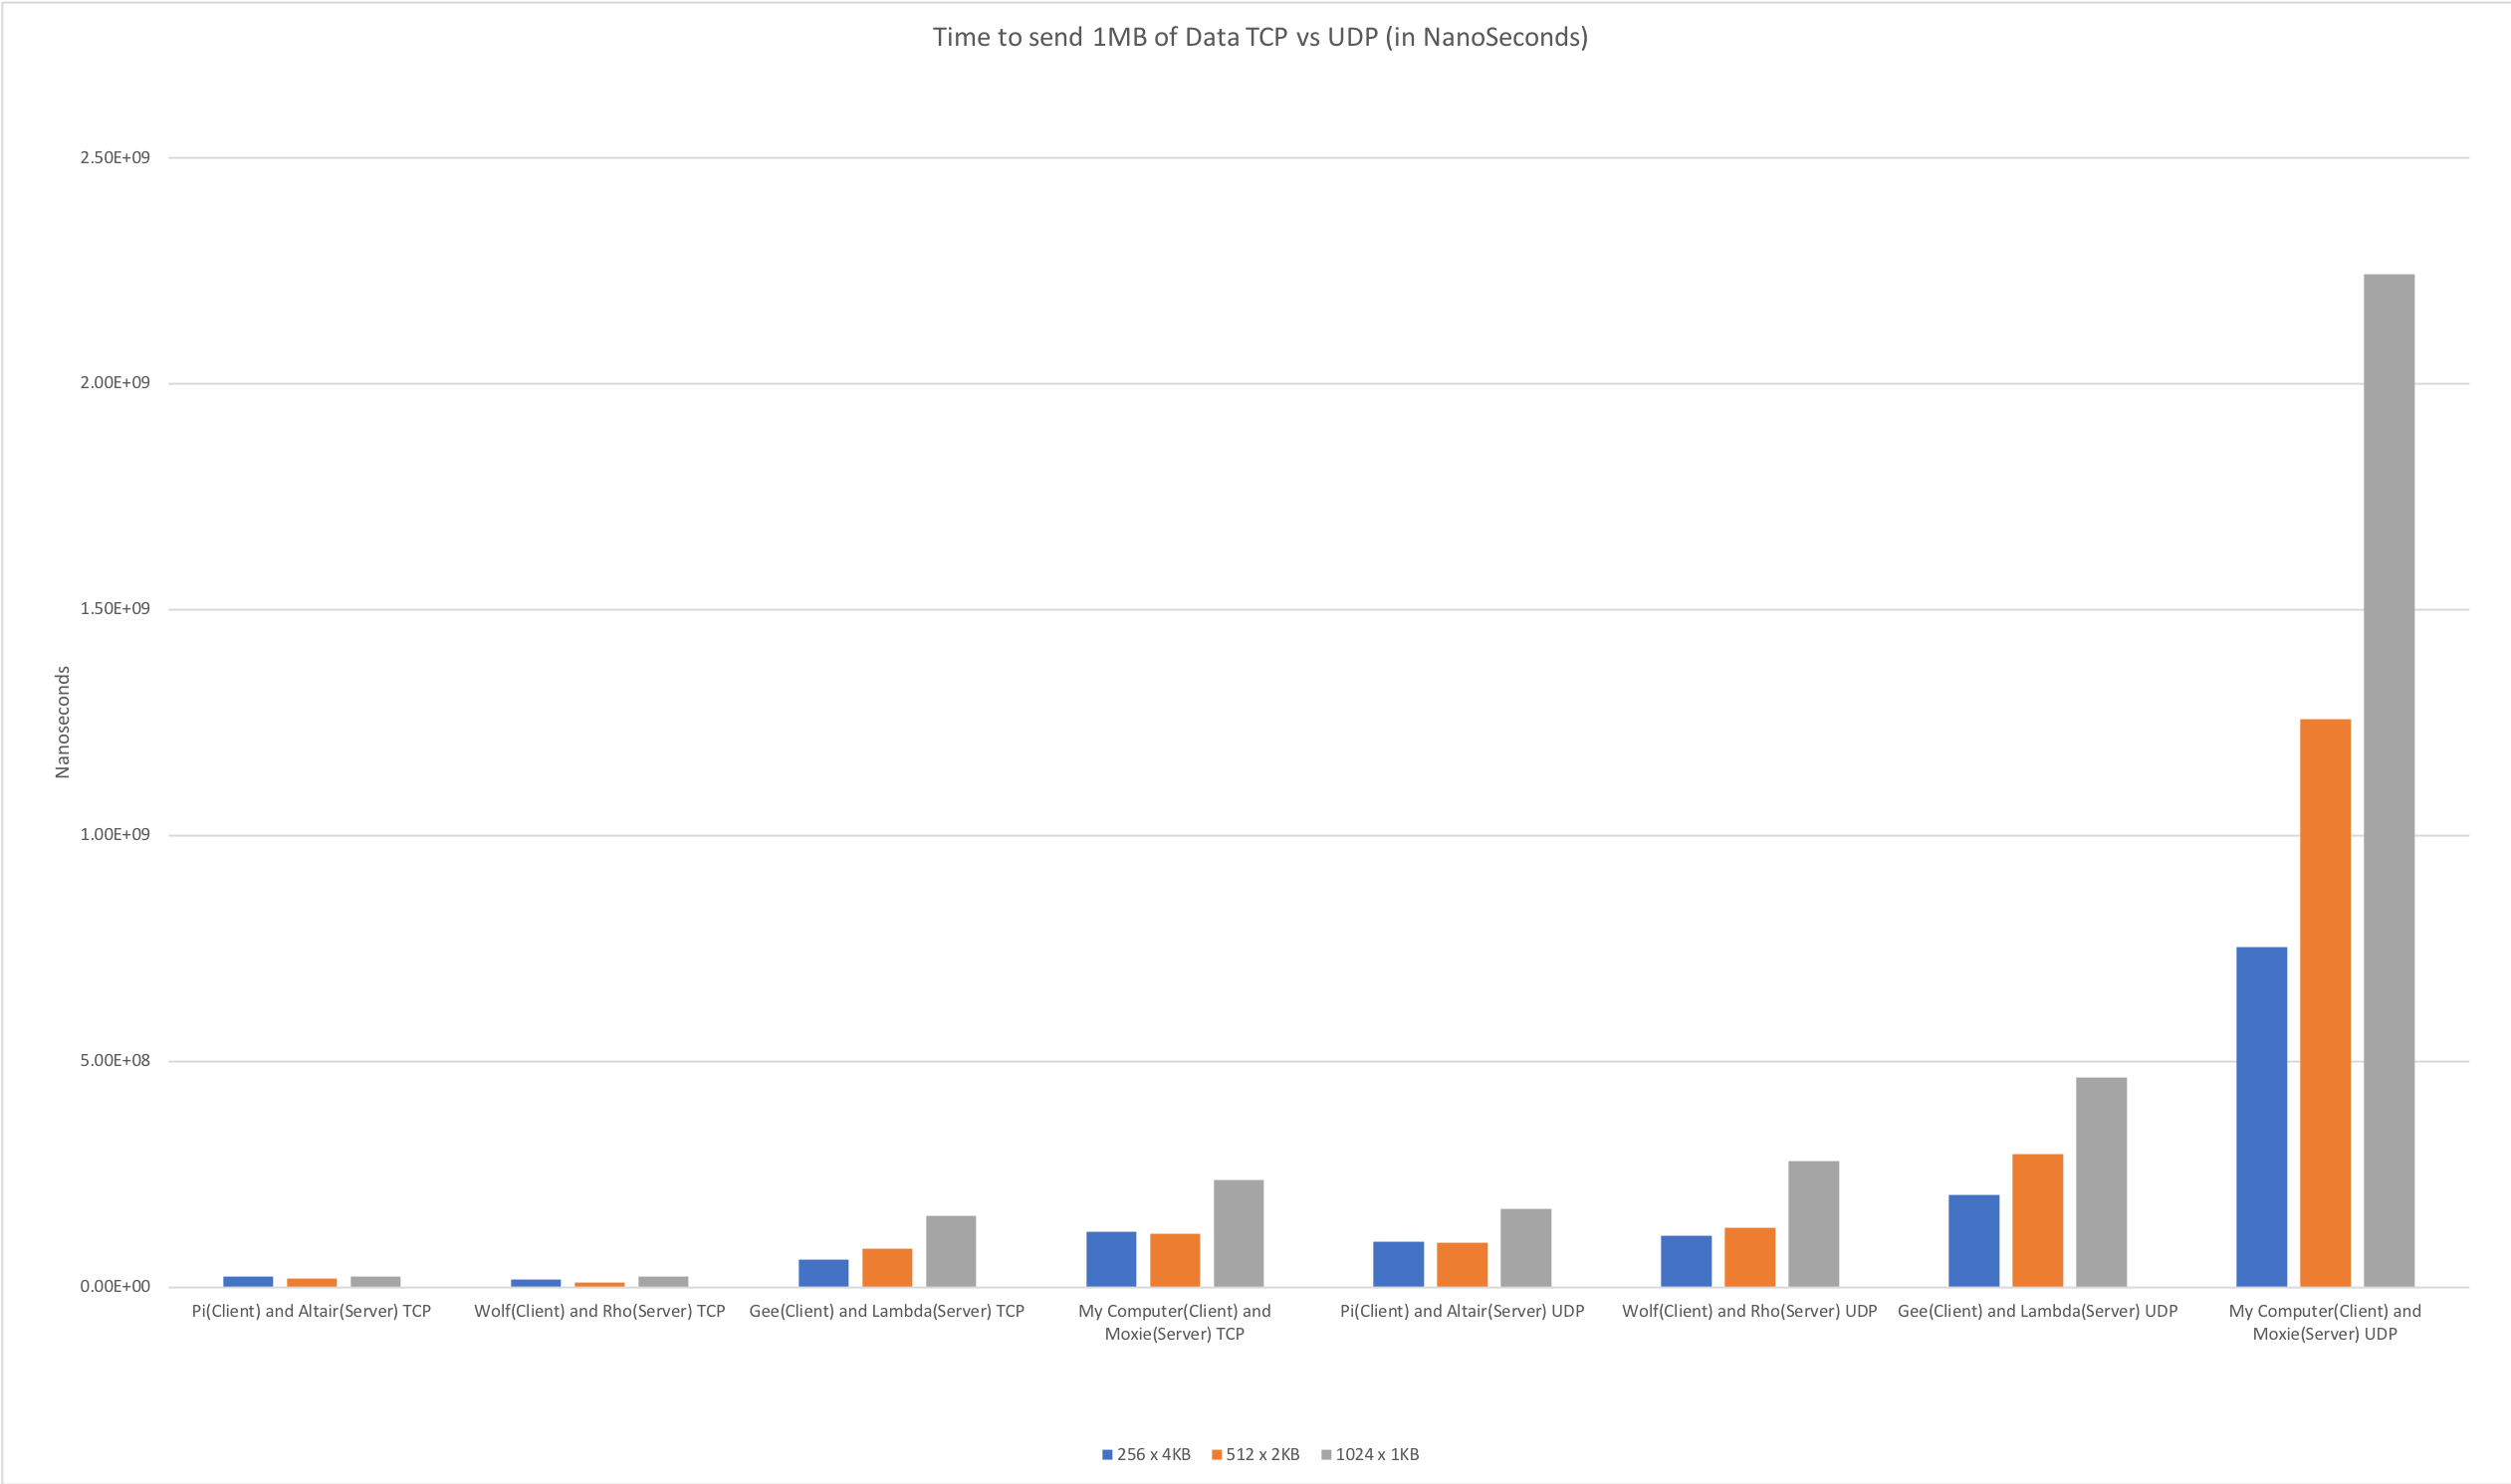 Time to send 1MB of Data TCP vs UDP (in NanoSeconds)
2.50E+09
2.00E+09
1.50E+09
1.00E+09
5.00E+08
0.00E+00
Nanoseconds
Pi(Client) and Altair(Server) TCP
Wolf(Client) and Rho(Server) TCP
Gee(Client) and Lambda(Server) TCP
My Computer(Client) and
Moxie(Server) TCP
Pi(Client) and Altair(Server) UDP
Wolf(Client) and Rho(Server) UDP
Gee(Client) and Lambda(Server) UDP
My Computer(Client) and
Moxie(Server) UDP
256 x 4KB
512 x 2KB
1024 x 1KB